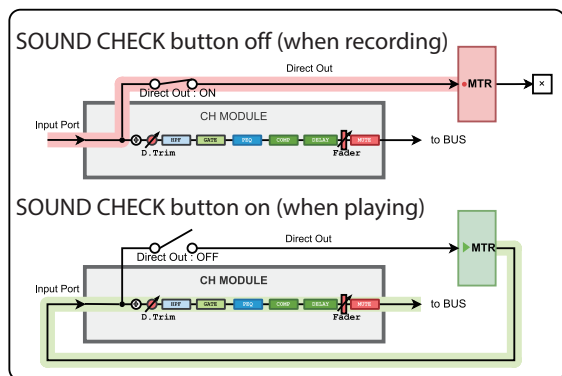 SOUND CHECK button off (when recording)
Direct Out
Direct Out : ON
MTR
×
CH MODULE
Input Port
Φ
HPF
GATE
PEQ
COMP
DELAY
MUTE
to BUS
D.Trim
Fader
SOUND CHECK button on (when playing)
Direct Out
MTR
Direct Out : OFF
CH MODULE
Input Port
Φ
HPF
GATE
PEQ
COMP
DELAY
MUTE
to BUS
D.Trim
Fader